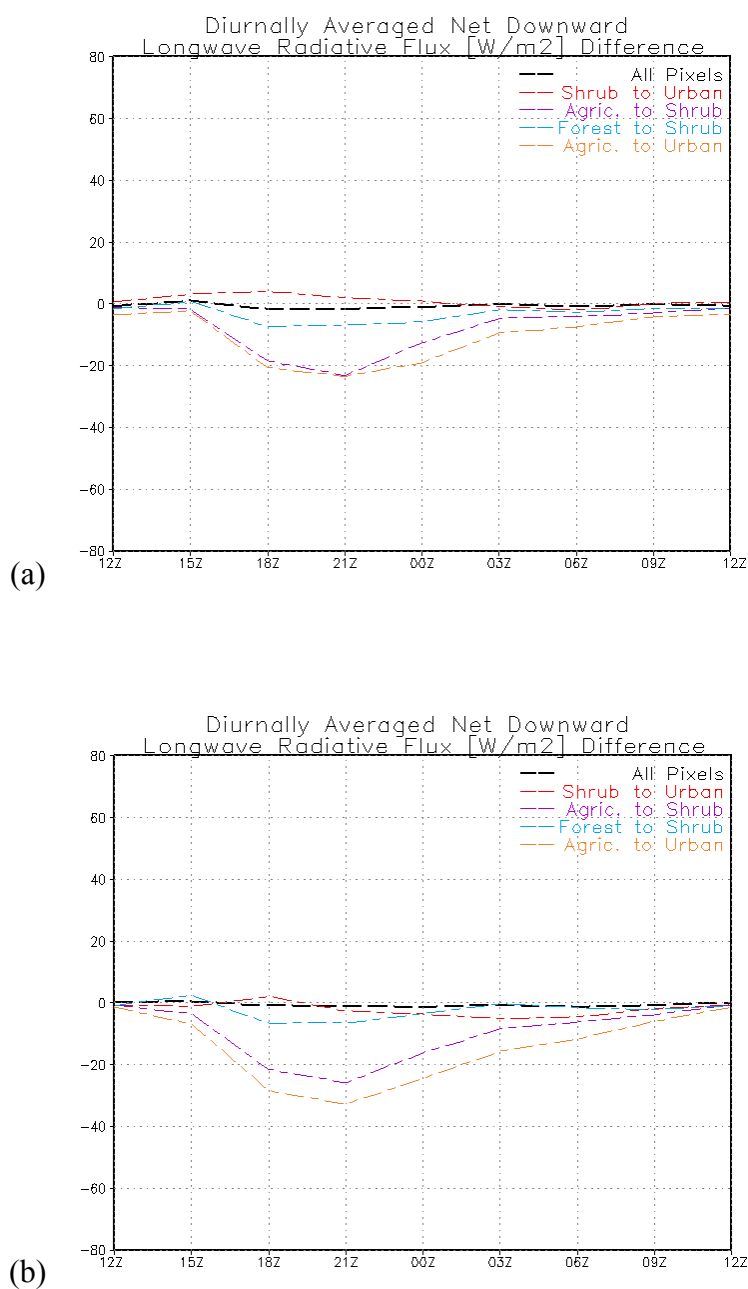 Diurnally Averaged Net Downward
Longwave Radiative Flux [W/m2] Difference
80
All Pixels
Shrub to Urban
Agric. to Shrub
Forest to Shrub
Agric. to Urban
60
40
20
0
−20
−40
−60
−80
12Z 15Z 18Z 21Z 00Z 03Z 06Z 09Z 12Z
(a)
Diurnally Averaged Net Downward
Longwave Radiative Flux [W/m2] Difference
80
All Pixels
Shrub to Urban
Agric. to Shrub
Forest to Shrub
Agric. to Urban
60
40
20
0
−20
−40
−60
−80
12Z 15Z 18Z 21Z 00Z 03Z 06Z 09Z 12Z
(b)